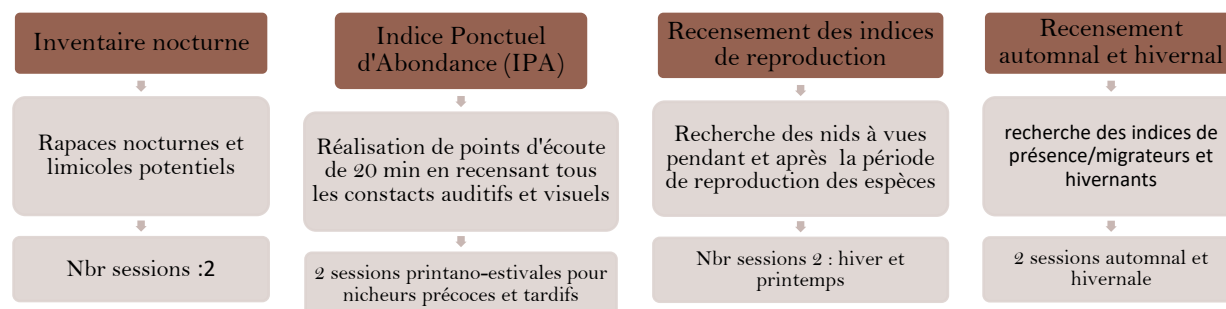 Inventaire nocturne
Rapaces nocturnes et
limicoles potentiels
Nbr sessions :2
Indice Ponctuel
d'Abondance (IPA)
Réalisation de points d'écoute
de 20 min en recensant tous
les constacts auditifs et visuels
2 sessions printano-estivales pour
nicheurs précoces et tardifs
Recensement des indices
de reproduction
Recherche des nids à vues
pendant et après la période
de reproduction des espèces
Nbr sessions 2 : hiver et
printemps
Recensement
automnal et hivernal
recherche des indices de
présence/migrateurs et
hivernants
2 sessions automnal et
hivernale